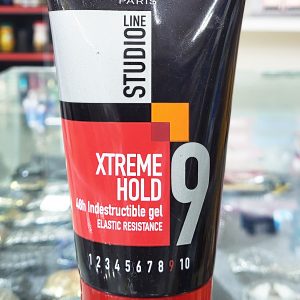 PARIS
STUDIO
LINE
XTREME
HOLD
48h Indestructible gel
ELASTIC RESISTANCE
9
1 2 3 4 5 6 7 8 9 10